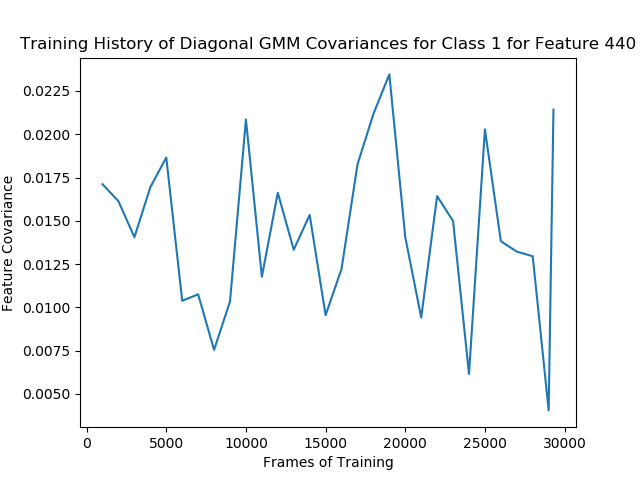 Training History of Diagonal GMM Covariances for Class 1 for Feature 440
0.0225
0.0200
0.0175
0.0150
0.0125
0.0100
0.0075
0.0050
Feature Covariance
0 5000 10000 15000 20000 25000 30000
Frames of Training